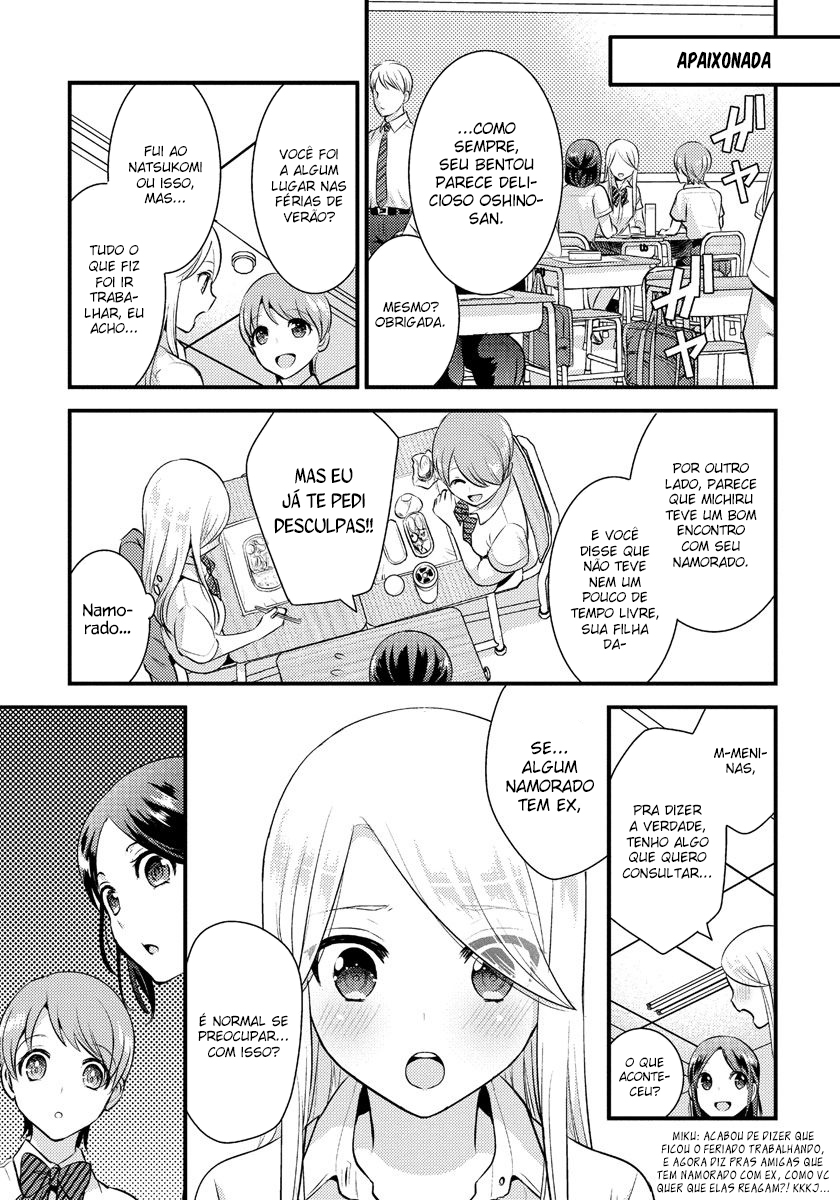 APAIXONADA
...COMO
SEMPRE,
SEU BENTOU
PARECE DELI-
CIOSO OSHINO-
SAN.
MESMO?
OBRIGADA.
ガヤ
ガヤ
VOCÊ FOI
A ALGUM
LUGAR NAS
FÉRIAS DE
VERÃO?
FUI AO
NATSUKOMI
OU ISSO,
MAS...
TUDO O
QUE FIZ
FOI IR
TRABA-
LHAR, EU
ACHO...
POR OUTRO
LADO, PARECE
QUE MICHIRU
TEVE UM BOM
ENCONTRO
COM SEU
NAMORADO.
E VOCÊ
DISSE QUE
NÃO TEVE
NEM UM
POUCO DE
TEMPO LIVRE,
SUA FILHA
DA-
MAS EU
JÁ TE PEDI
DESCULPAS!!
Namo-
rado...
M-MENI-
NAS,
PRA DIZER
A VERDADE,
TENHO ALGO
QUE QUERO
CONSULTAR...
O QUE
ACONTE-
CEU?
SE...
ALGUM
NAMORADO
TEM EX,
É NORMAL SE
PREOCUPAR...
COM ISSO?
MIKU: ACABOU DE DIZER QUE
FICOU O FERIADO TRABALHANDO,
E AGORA DIZ PRAS AMIGAS QUE
TEM NAMORADO COM EX, COMO VC
QUER QUE ELAS REAGAM?! KKKJ...